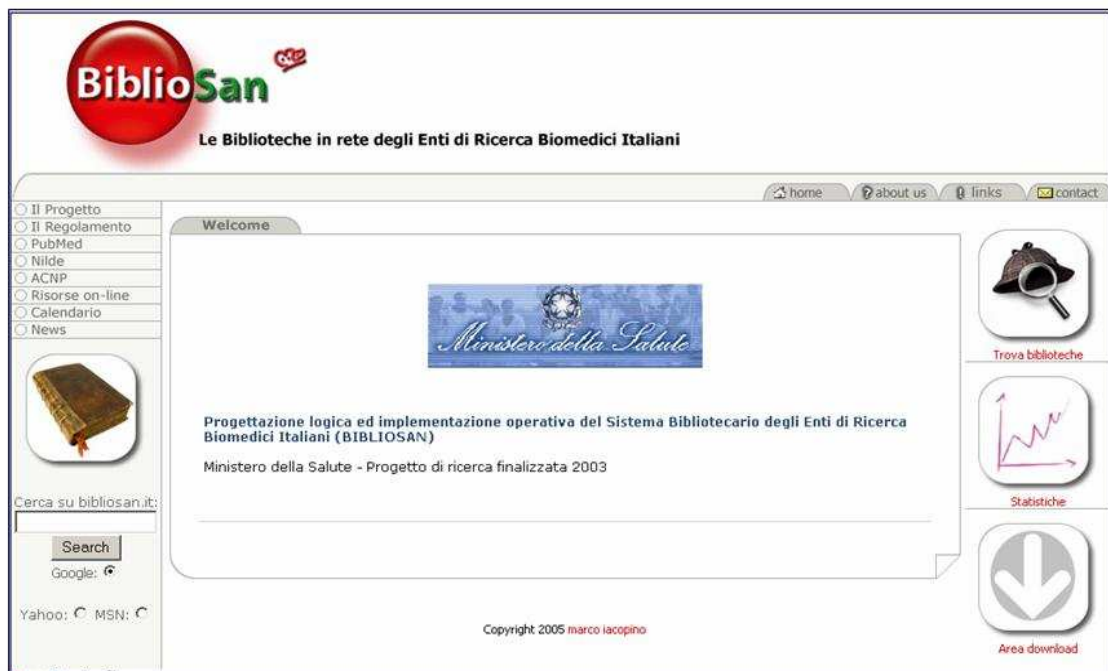 BiblioSan
Le Biblioteche in rete degli Enti di Ricerca Biomedici Italiani
home
about us
links
contact
Il Progetto
Il Regolamento
PubMed
Nilde
ACNP
Risorse on-line
Calendario
News
Cerca su bibliosan.it:
Search
Google:
Yahoo: MSN:
Welcome
Ministero della Salute
Progettazione logica ed implementazione operativa del Sistema Bibliotecario degli Enti di Ricerca
Biomedici Italiani (BIBLIOSAN)
Ministero della Salute - Progetto di ricerca finalizzata 2003
Copyright 2005 marco iacopino
Trova biblioteche
Statistiche
Area download